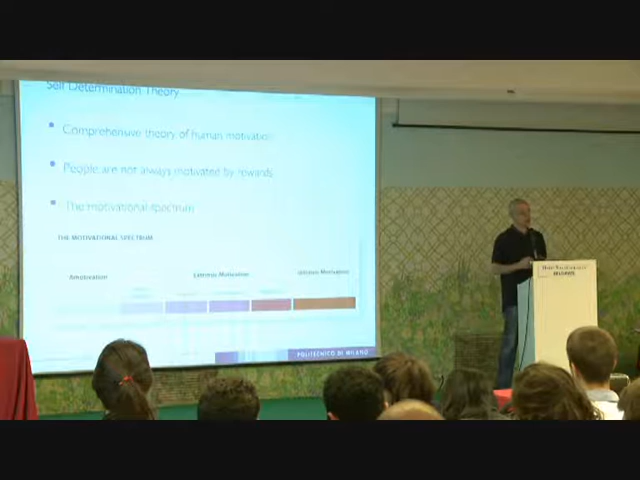 Self Determination Theory
• Comprehensive theory of human motivation
• People are not always motivated by rewards
• The motivational spectrum
THE MOTIVATIONAL SPECTRUM
Amotivation
Extrinsic Motivation
Intrinsic Motivation
POLITECNICO DI MILANO